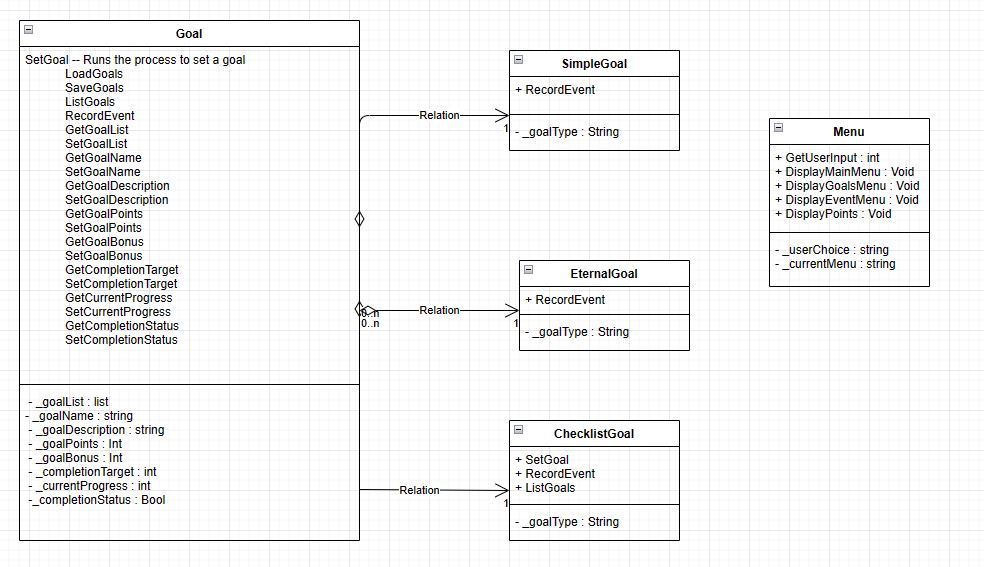 Goal
SetGoal -- Runs the process to set a goal
LoadGoals
SaveGoals
ListGoals
RecordEvent
GetGoalList
SetGoalList
GetGoalName
SetGoalName
GetGoalDescription
SetGoalDescription
GetGoalPoints
SetGoalPoints
GetGoalBonus
SetGoalBonus
GetCompletionTarget
SetCompletionTarget
GetCurrentProgress
SetCurrentProgress
GetCompletionStatus
SetCompletionStatus
- _goalList : list
- _goalName : string
- _goalDescription : string
- _goalPoints : Int
- _goalBonus : Int
- _completionTarget : int
- _currentProgress : int
-_completionStatus : Bool
Relation
1
0..n
0..n
Relation
1
Relation
1
SimpleGoal
+ RecordEvent
- _goalType : String
EternalGoal
+ RecordEvent
- _goalType : String
ChecklistGoal
+ SetGoal
+ RecordEvent
+ ListGoals
- _goalType : String
Menu
+ GetUserInput : int
+ DisplayMainMenu : Void
+ DisplayGoalsMenu : Void
+ DisplayEventMenu : Void
+ DisplayPoints : Void
- _userChoice : string
- _currentMenu : string